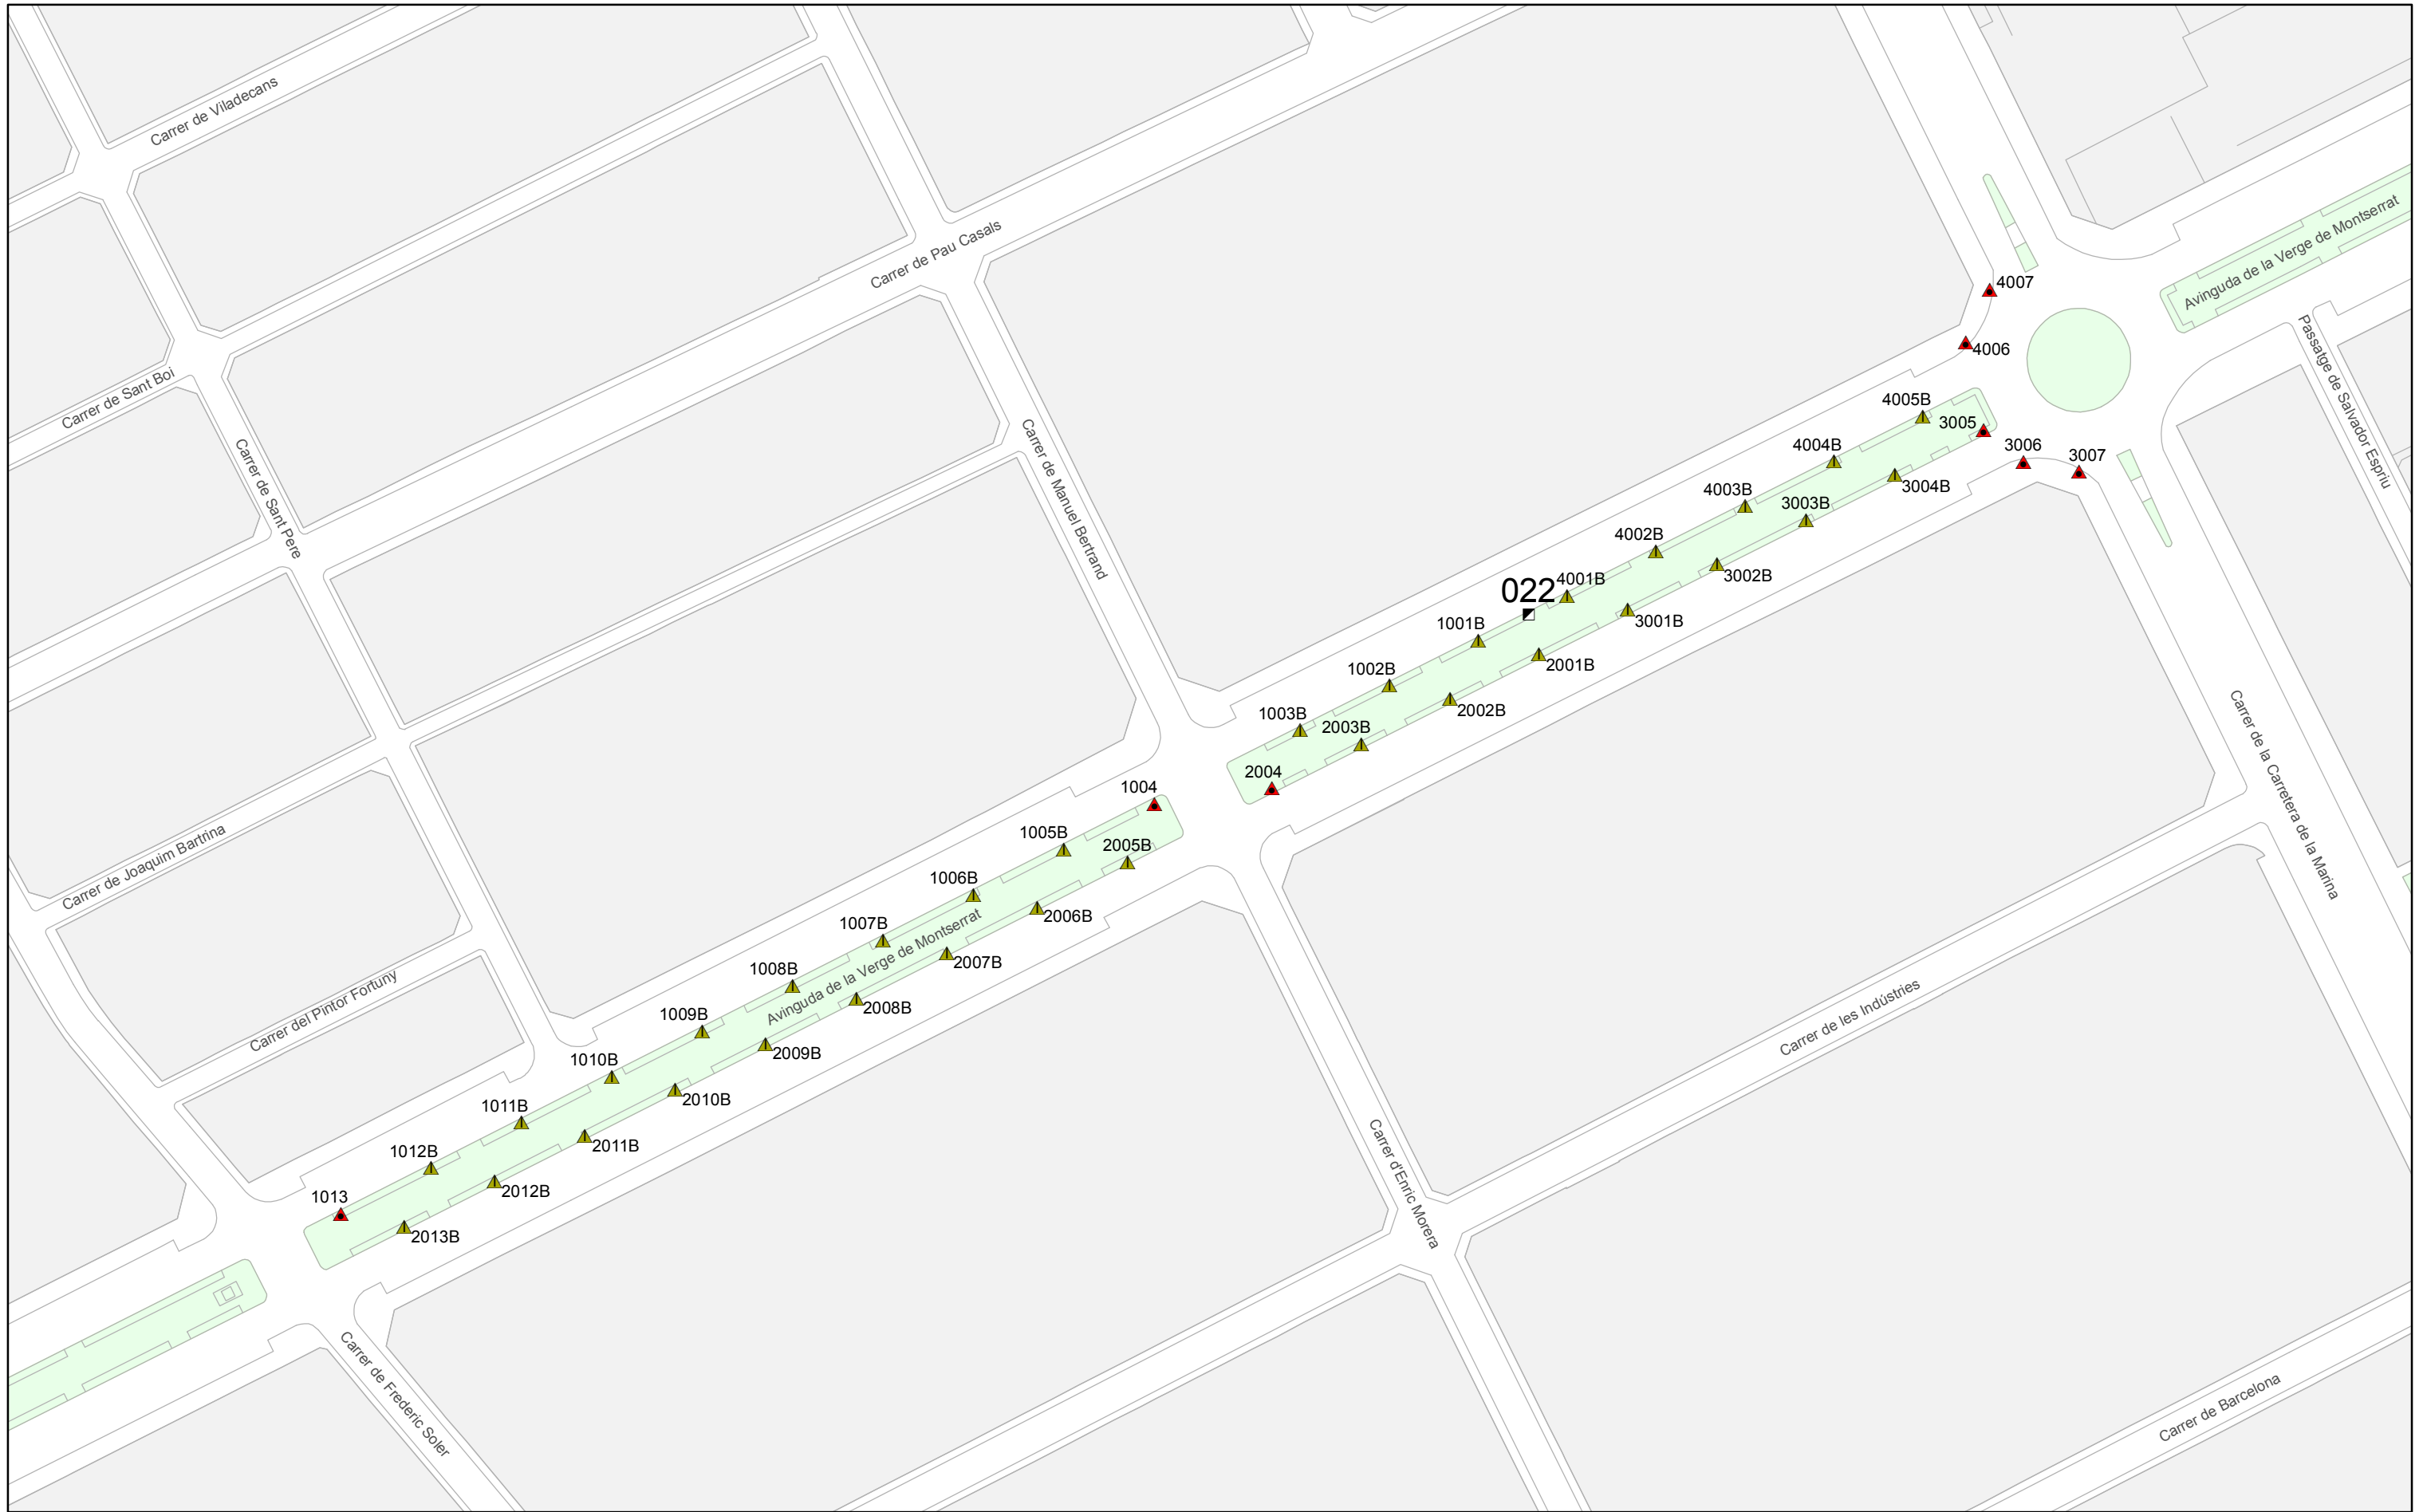 Carrer de Viladecans
Carrer de Pau Casals
Avinguda de la Verge de Montserrat
4007
4006
Passatge de Salvador Espriu
Carrer de Sant Boi
4005B
3005
3006
3007
Carrer de Sant Pere
Carrer de Manuel Bertrand
4004B
3004B
4003B
3003B
4002B
3002B
022
4001B
3001B
1001B
2001B
1002B
2002B
1003B
2003B
2004
1004
Carrer de la Carretera de la Marina
Carrer de Joaquim Bartrina
1005B
2005B
1006B
2006B
1007B
Avinguda de la Verge de Montserrat
2007B
1008B
2008B
Carrer del Pintor Fortuny
1009B
2009B
Carrer de les Indústries
1010B
2010B
1011B
2011B
1012B
2012B
1013
2013B
Carrer d'Enric Morera
Carrer de Frederic Soler
Carrer de Barcelona